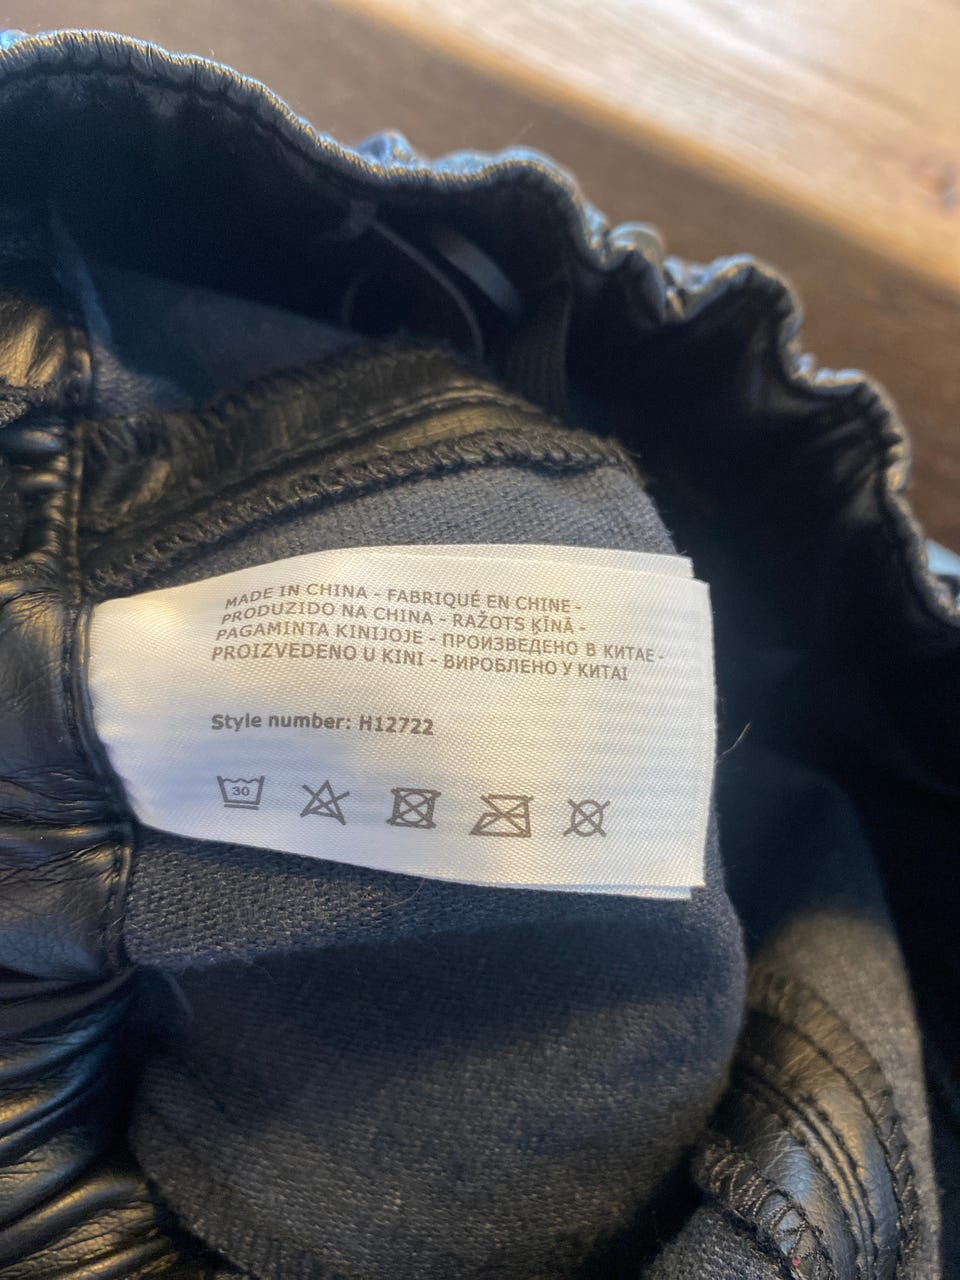 MADE IN CHINA - FABRIQUÉ EN CHINE -
PRODUZIDO NA CHINA - RAŽOTS ĶĪNĀ -
PAGAMINTA KINIJOJE - ПРОИЗВЕДЕНО В КИТАЕ -
PROIZVEDENO U KINI - ВИРОБЛЕНО У КИТАІ
Style number: H12722
30